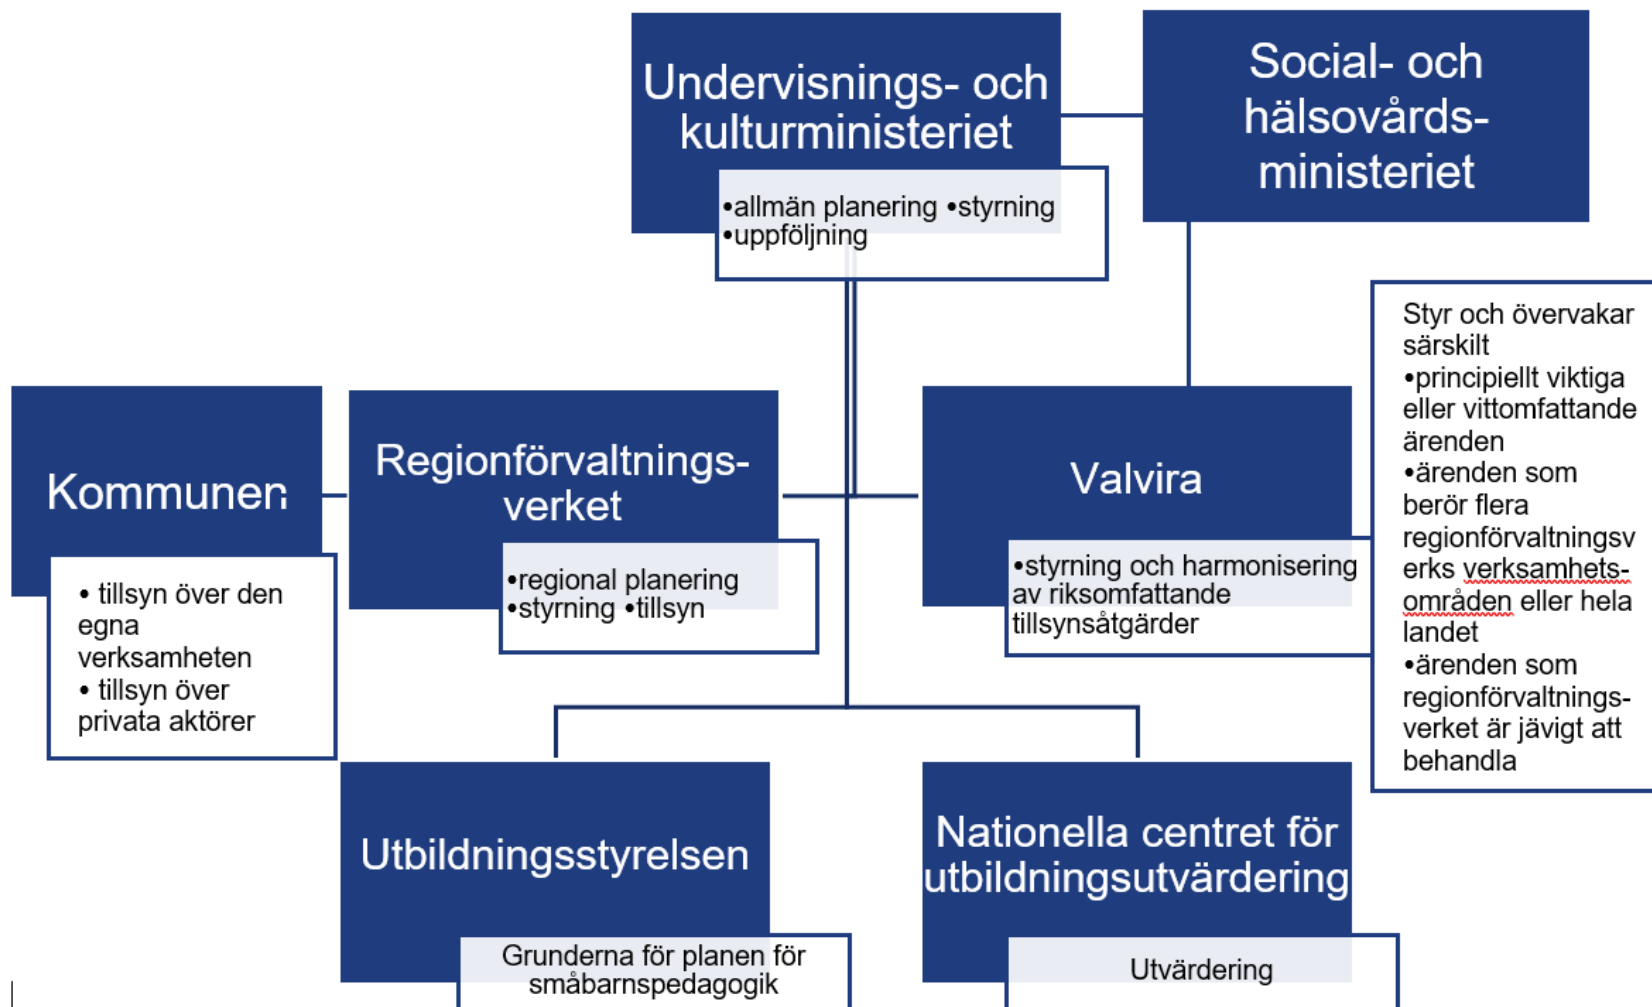 Undervisnings- och
kulturministeriet
•allmän planering •styrning
•uppföljning
Social- och
hälsovårds-
ministeriet
Kommunen
• tillsyn över den
egna
verksamheten
• tillsyn över
privata aktörer
Regionförvaltnings-
verket
•regional planering
•styrning •tillsyn
Valvira
•styrning och harmonisering
av riksomfattande
tillsynsåtgärder
Styr och övervakar
särskilt
•principiellt viktiga
eller vittomfattande
ärenden
•ärenden som
berör flera
regionförvaltningsv
erks verksamhets-
områden eller hela
landet
•ärenden som
regionförvaltnings-
verket är jävigt att
behandla
Utbildningsstyrelsen
Grunderna för planen för
småbarnspedagogik
Nationella centret för
utbildningsutvärdering
Utvärdering